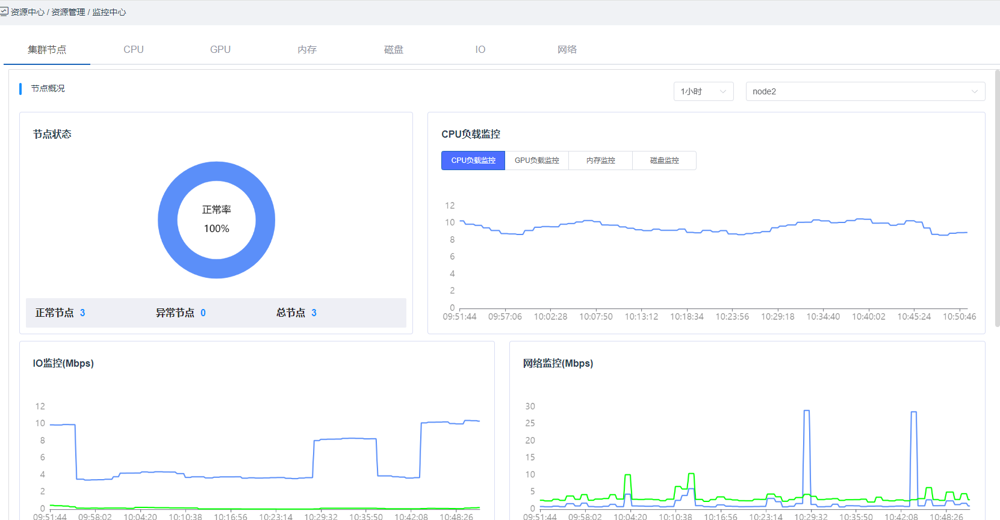 资源中心 / 资源管理 / 监控中心
集群节点 CPU GPU 内存 磁盘 IO 网络
节点概况
1小时
node2
节点状态
正常率
100%
正常节点 3 异常节点 0 总节点 3
CPU负载监控
CPU负载监控 GPU负载监控 内存监控 磁盘监控
12
10
8
6
4
2
0
09:51:44 09:57:06 10:02:28 10:07:50 10:13:12 10:18:34 10:23:56 10:29:18 10:34:40 10:40:02 10:45:24 10:50:46
IO监控(Mbps)
12
10
8
6
4
2
0
09:51:44 09:58:02 10:04:20 10:10:38 10:16:56 10:23:14 10:29:32 10:35:50 10:42:08 10:48:26
网络监控(Mbps)
30
25
20
15
10
5
0
09:51:44 09:58:02 10:04:20 10:10:38 10:16:56 10:23:14 10:29:32 10:35:50 10:42:08 10:48:26